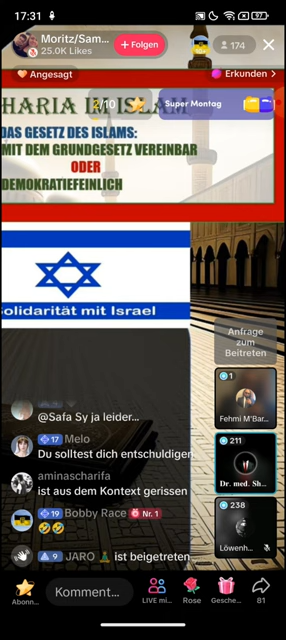 17:31
97
Moritz/Sam...
25.0K Likes
+ Folgen
174
Angesagt
Erkunden >
HARIA IM ISLAM
/10
Super Montag
DAS GESETZ DES ISLAMS:
MIT DEM GRUNDGESETZ VEREINBAR
ODER
DEMOKRATIEFEINLICH
Solidarität mit Israel
Anfrage
zum
Beitreten
1
Fehmi M'Bar...
@Safa Sy ja leider...
17 Melo
Du solltest dich entschuldigen
211
Dr. med. Sh...
aminascharifa
ist aus dem Kontext gerissen
19 Bobby Race Nr. 1
238
Löwenh...
9 JARO ist beigetreten
Abonn...
Komment...
LIVE mi...
Rose
Gesche...
81